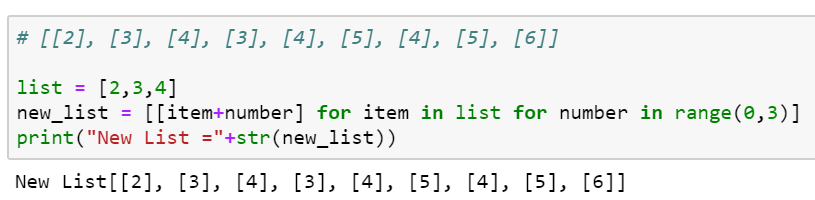 # [[2], [3], [4], [3], [4], [5], [4], [5], [6]]
list = [2,3,4]
new_list = [[item+number] for item in list for number in range(0,3)]
print("New List ="+str(new_list))
New List[[2], [3], [4], [3], [4], [5], [4], [5], [6]]